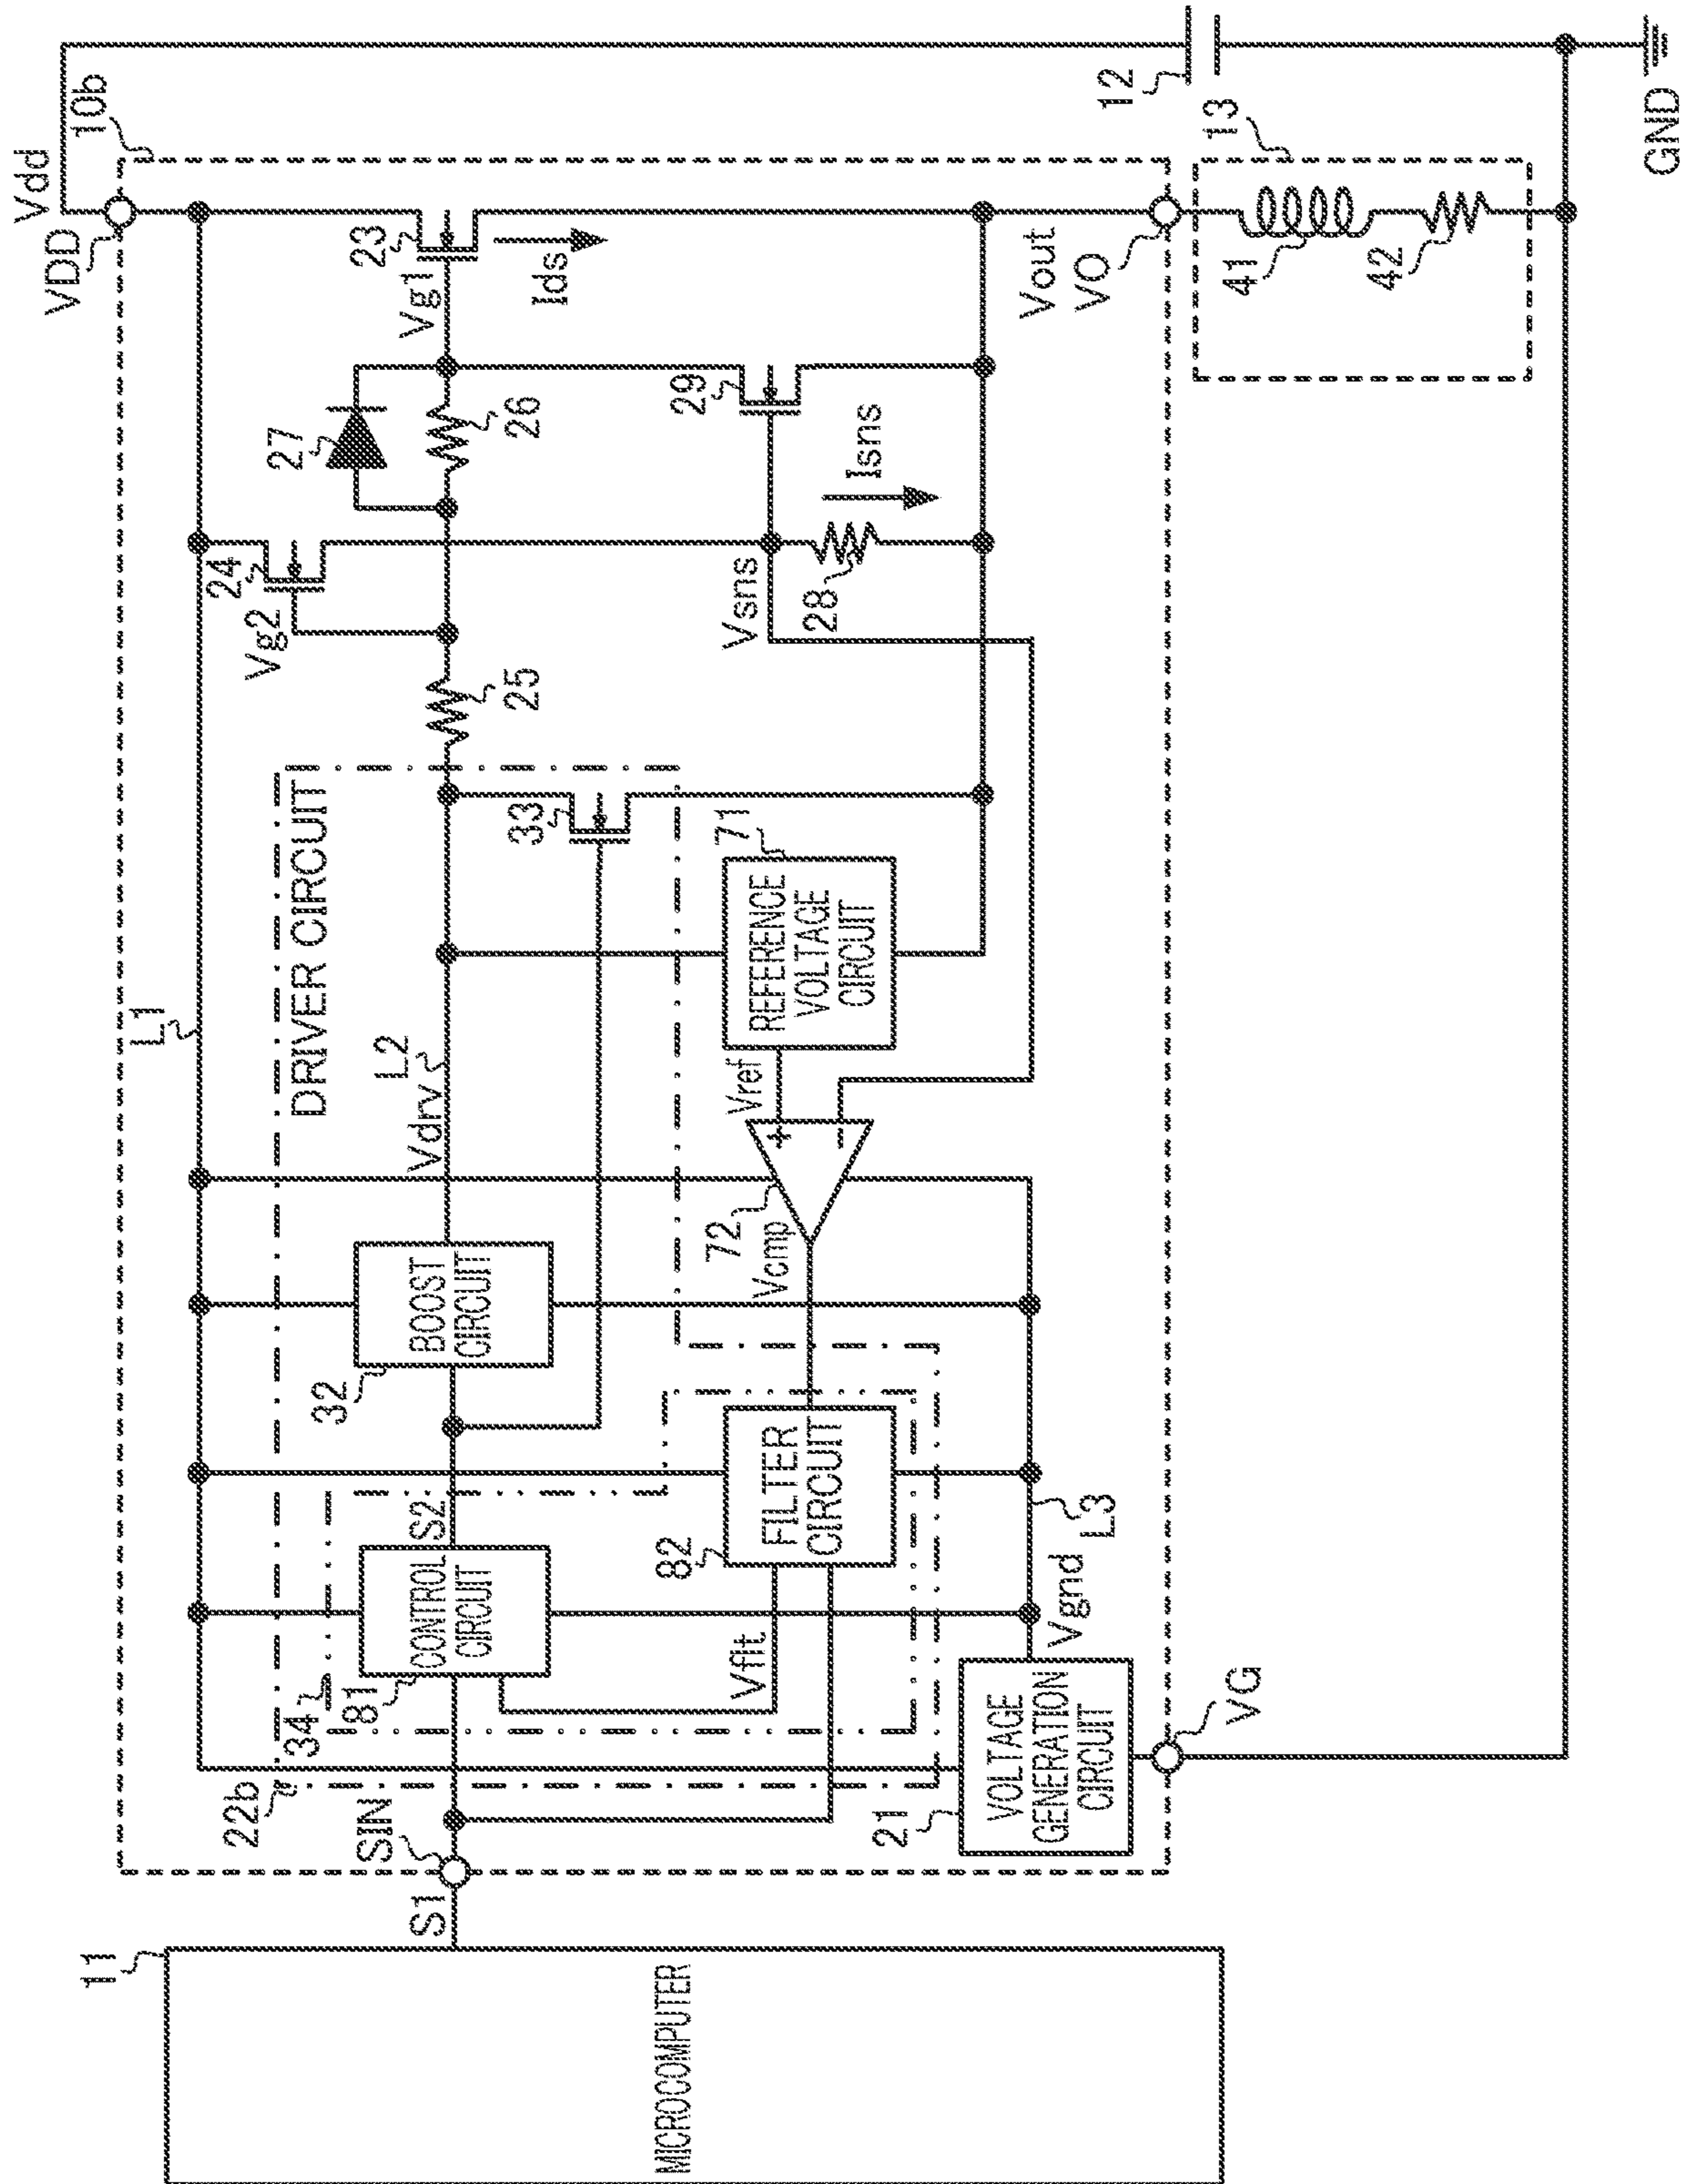 Vdd
VDD
10b
12
GND
13
41
42
Vout
VO
23
Vg1
Ids
27
26
29
Isns
24
Vg2
Vsns
28
25
L1
DRIVER CIRCUIT
33
71
REFERENCE
VOLTAGE
CIRCUIT
L2
Vdrv
Vref
+
−
72
Vcmp
BOOST
CIRCUIT
32
S2
CONTROL
CIRCUIT
81
34
FILTER
CIRCUIT
82
Vflt
L3
Vgnd
22b
SIN
S1
21
VOLTAGE
GENERATION
CIRCUIT
VG
11
MICROCOMPUTER